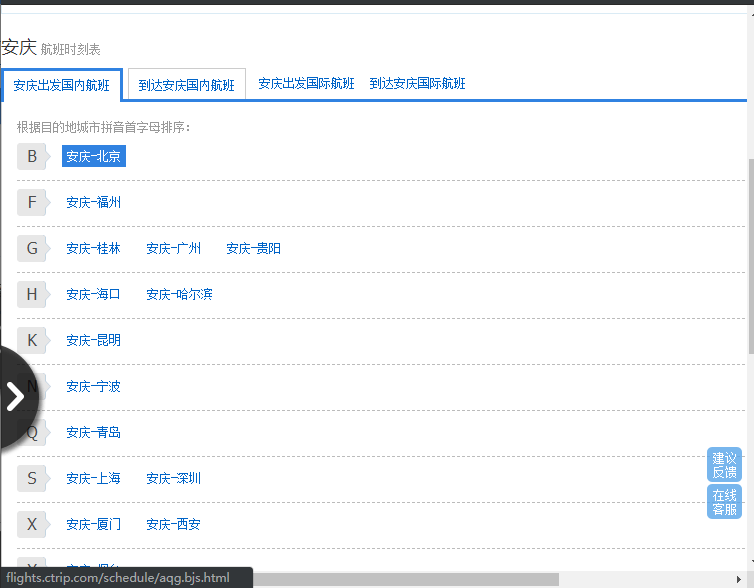 安庆 航班时刻表
安庆出发国内航班 到达安庆国内航班 安庆出发国际航班 到达安庆国际航班
根据目的地城市拼音首字母排序:
B 安庆-北京
F 安庆-福州
G 安庆-桂林 安庆-广州 安庆-贵阳
H 安庆-海口 安庆-哈尔滨
K 安庆-昆明
N 安庆-宁波
Q 安庆-青岛
建议
反馈
S 安庆-上海 安庆-深圳
在线
客服
X 安庆-厦门 安庆-西安
flights.ctrip.com/schedule/aqg.bjs.html